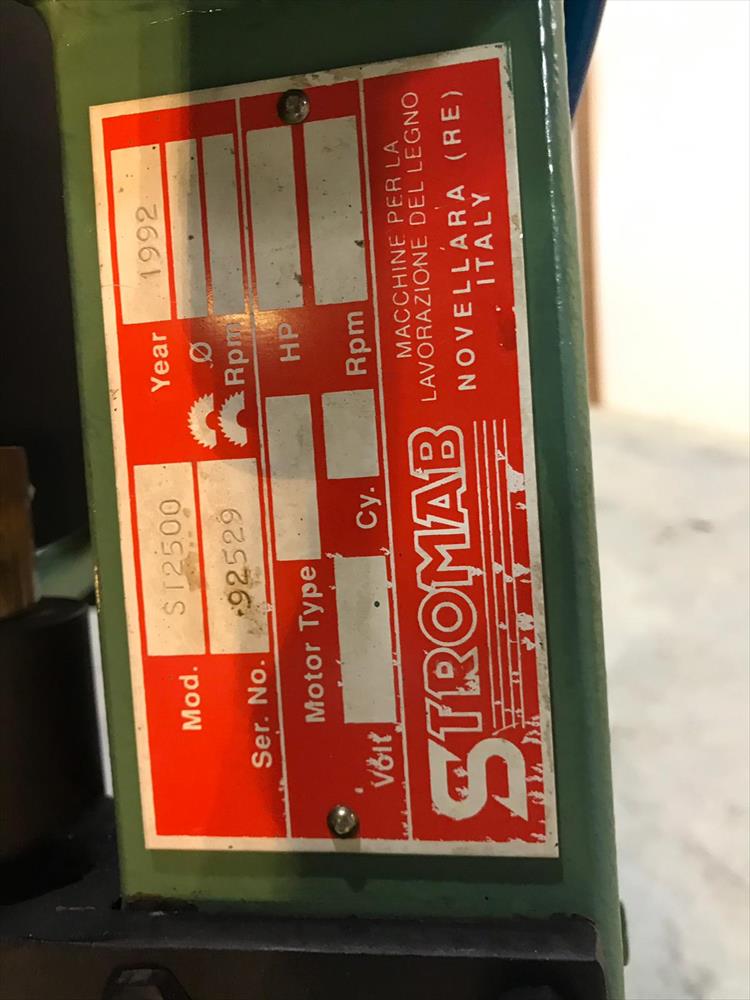 Mod. ST2500 Year 1992
Ser. No. 92529 Ø
Rpm
Motor Type HP
Volt Cy. Rpm
STROMAB
MACCHINE PER LA
LAVORAZIONE DEL LEGNO
NOVELLARA (RE)
ITALY